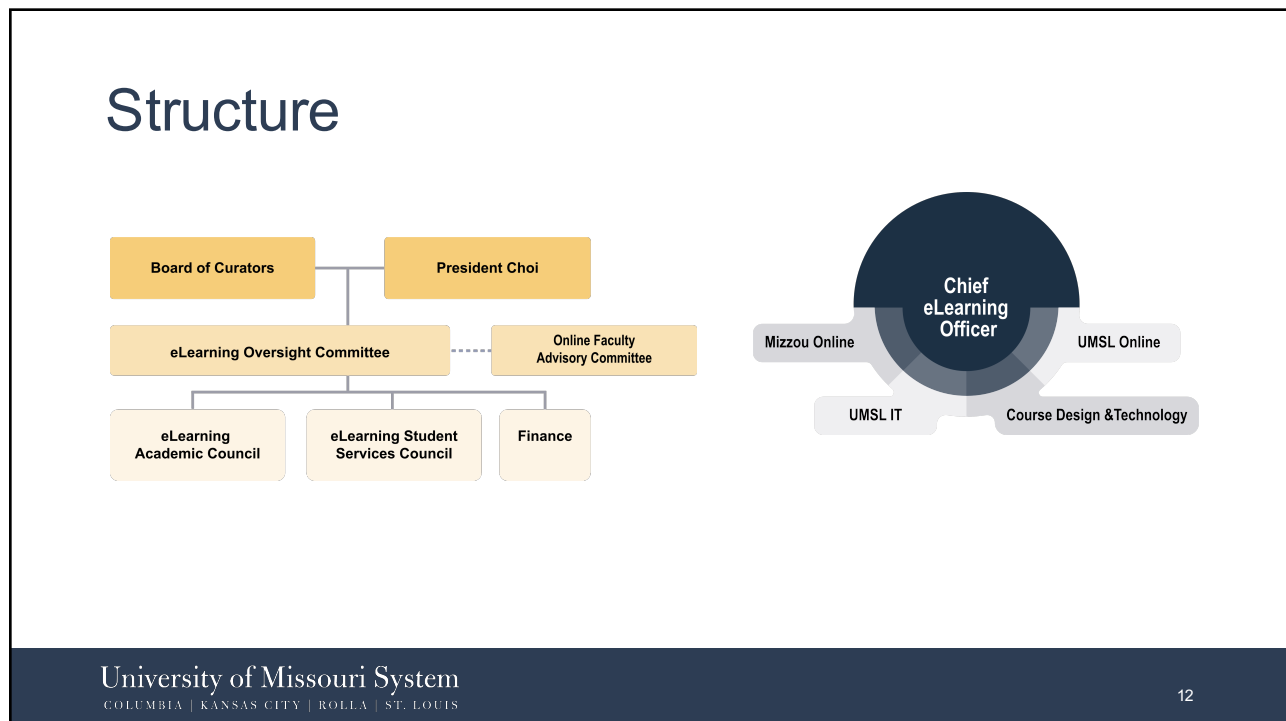 Structure
Board of Curators
President Choi
eLearning Oversight Committee
Online Faculty
Advisory Committee
eLearning
Academic Council
eLearning Student
Services Council
Finance
Chief
eLearning
Officer
Mizzou Online
UMSL Online
UMSL IT
Course Design &Technology
University of Missouri System
COLUMBIA | KANSAS CITY | ROLLA | ST. LOUIS
12